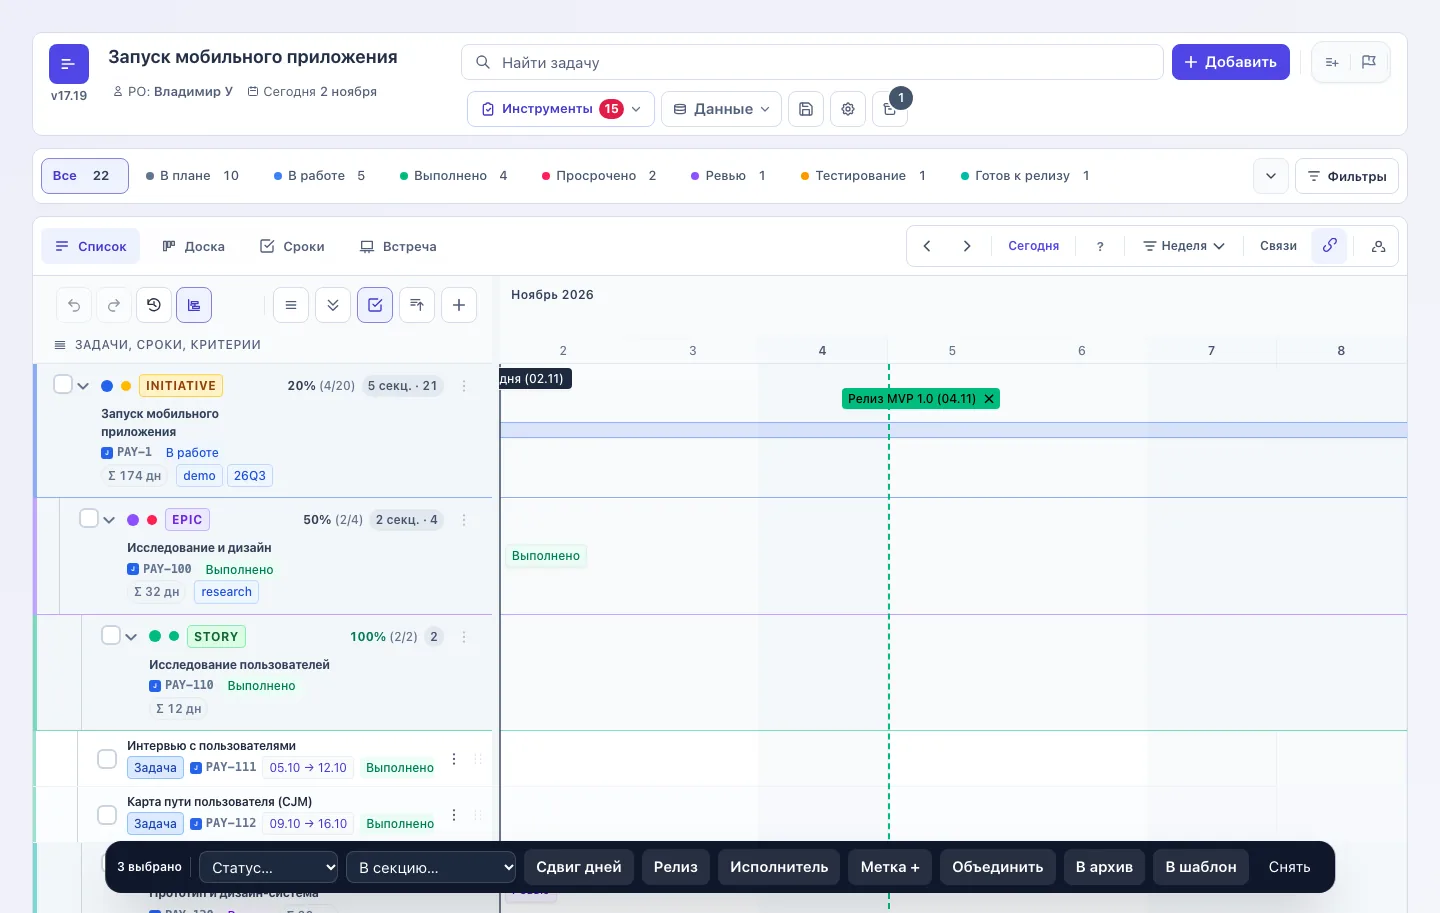 Запуск мобильного приложения
v17.19
PO: Владимир У Сегодня 2 ноября
Найти задачу
Добавить
Инструменты 15
Данные
1
Все 22
В плане 10
В работе 5
Выполнено 4
Просрочено 2
Ревью 1
Тестирование 1
Готов к релизу 1
Фильтры
Список
Доска
Сроки
Встреча
Сегодня
?
Неделя
Связи
ЗАДАЧИ, СРОКИ, КРИТЕРИИ
Ноябрь 2026
2 3 4 5 6 7 8
дня (02.11)
Релиз MVP 1.0 (04.11) ✕
INITIATIVE 20% (4/20) 5 секц. · 21
Запуск мобильного
приложения
PAY-1 В работе
Σ 174 дн demo 26Q3
EPIC 50% (2/4) 2 секц. · 4
Исследование и дизайн
PAY-100 Выполнено
Σ 32 дн research
Выполнено
STORY 100% (2/2) 2
Исследование пользователей
PAY-110 Выполнено
Σ 12 дн
Интервью с пользователями
Задача PAY-111 05.10 → 12.10 Выполнено
Карта пути пользователя (CJM)
Задача PAY-112 09.10 → 16.10 Выполнено
3 выбрано
Статус...
В секцию...
Сдвиг дней
Релиз
Исполнитель
Метка +
Объединить
В архив
В шаблон
Снять
Прототип и дизайн-система